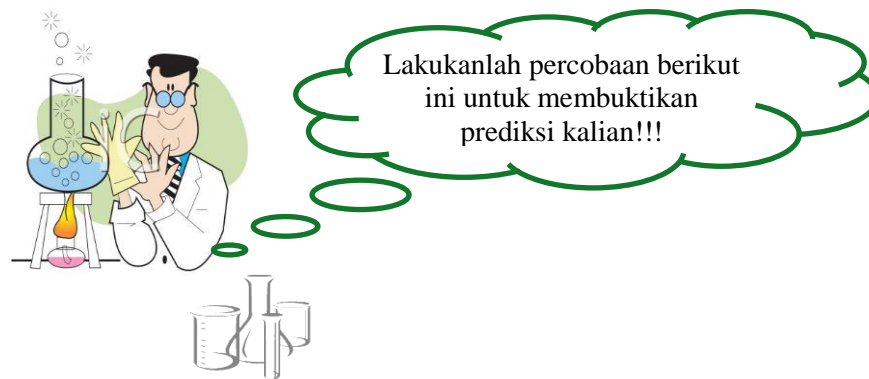 Lakukanlah percobaan berikut
ini untuk membuktikan
prediksi kalian!!!